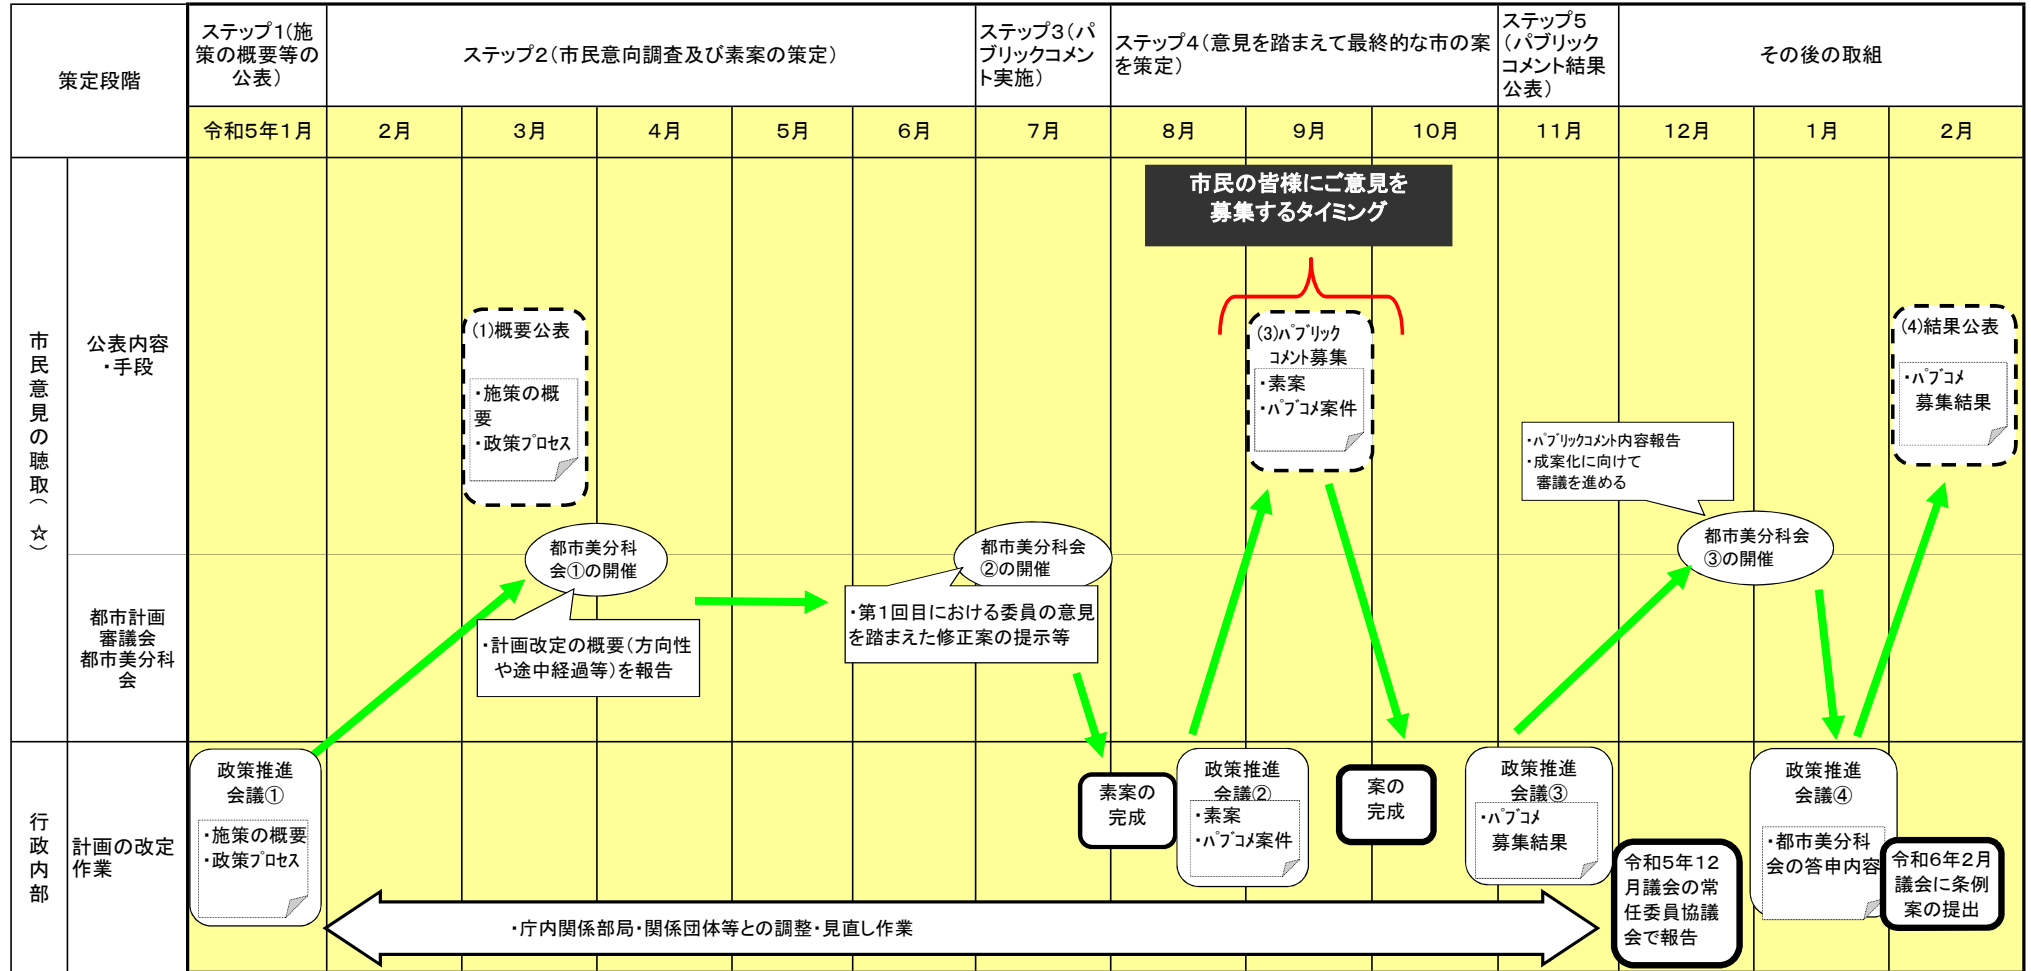 策定段階
ステップ1(施
策の概要等の
公表)
ステップ2(市民意向調査及び素案の策定)
ステップ3(パ
ブリックコメン
ト実施)
ステップ4(意見を踏まえて最終的な市の案
を策定)
ステップ5
(パブリック
コメント結果
公表)
その後の取組
令和5年1月
2月
3月
4月
5月
6月
7月
8月
9月
10月
11月
12月
1月
2月
市民意見の聴取(☆)
公表内容
・手段
市民の皆様にご意見を
募集するタイミング
(1)概要公表
・施策の概
要
・政策プロセス
(3)パブリック
コメント募集
・素案
・パブコメ案件
(4)結果公表
・パブコメ
募集結果
・パブリックコメント内容報告
・成案化に向けて
審議を進める
都市計画
審議会
都市美分科
会
都市美分科
会①の開催
・計画改定の概要(方向性
や途中経過等)を報告
都市美分科会
②の開催
・第1回目における委員の意見
を踏まえた修正案の提示等
都市美分科会
③の開催
行政内部
計画の改定
作業
政策推進
会議①
・施策の概要
・政策プロセス
素案の
完成
政策推進
会議②
・素案
・パブコメ案件
案の
完成
政策推進
会議③
・パブコメ
募集結果
令和5年12
月議会の常
任委員協議
会で報告
政策推進
会議④
・都市美分科
会の答申内容
令和6年2月
議会に条例
案の提出
・庁内関係部局・関係団体等との調整・見直し作業